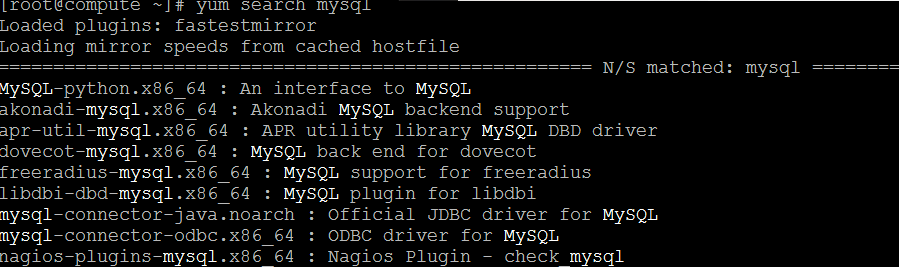 [root@compute ~]# yum search mysql
Loaded plugins: fastestmirror
Loading mirror speeds from cached hostfile
======================================================== N/S matched: mysql ========
MySQL-python.x86_64 : An interface to MySQL
akonadi-mysql.x86_64 : Akonadi MySQL backend support
apr-util-mysql.x86_64 : APR utility library MySQL DBD driver
dovecot-mysql.x86_64 : MySQL back end for dovecot
freeradius-mysql.x86_64 : MySQL support for freeradius
libdbi-dbd-mysql.x86_64 : MySQL plugin for libdbi
mysql-connector-java.noarch : Official JDBC driver for MySQL
mysql-connector-odbc.x86_64 : ODBC driver for MySQL
nagios-plugins-mysql.x86_64 : Nagios Plugin - check_mysql